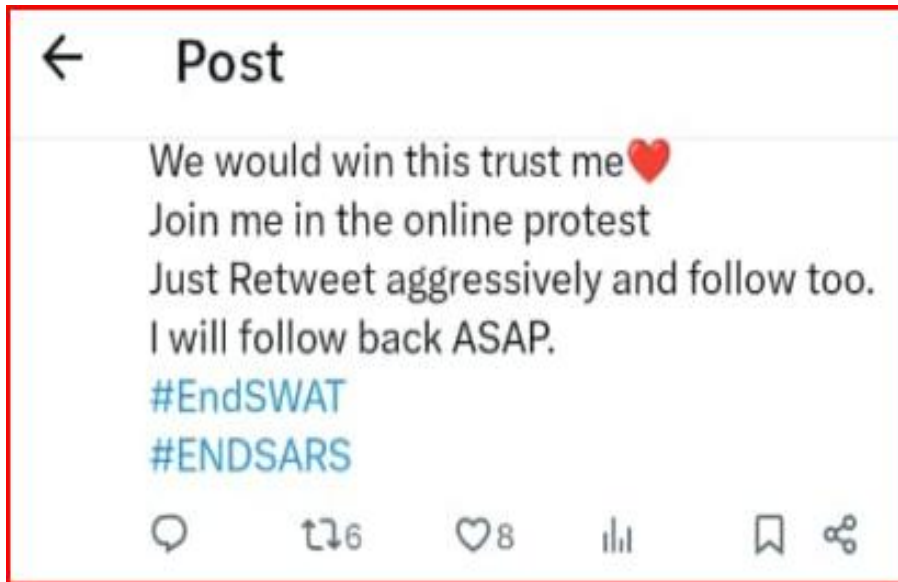 Post
We would win this trust me❤️
Join me in the online protest
Just Retweet aggressively and follow too.
I will follow back ASAP.
#EndSWAT
#ENDSARS
6 8